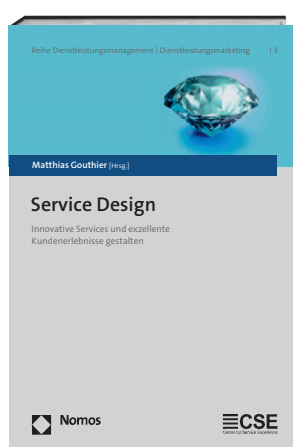 Reihe Dienstleistungsmanagement | Dienstleistungsmarketing | 3
Matthias Gouthier (Hrsg.)
Service Design
Innovative Services und exzellente
Kundenerlebnisse gestalten
Nomos
CSE
Center for Service Excellence